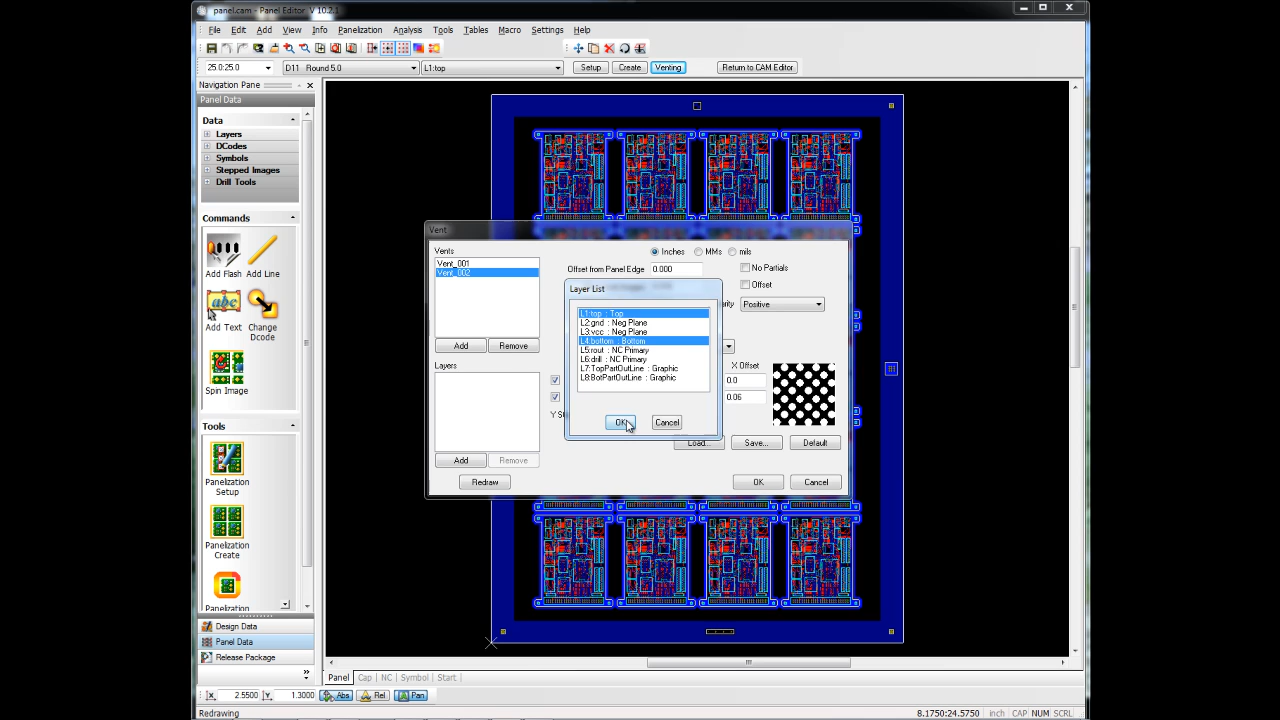 panel.cam - Panel Editor V 10.2.
File Edit Add View Info Panelization Analysis Tools Tables Macro Settings Help
25.0:25.0 D11 Round 5.0 L1:top Setup Create Venting Return to CAM Editor
Navigation Pane
Panel Data
Data
Layers
DCodes
Symbols
Stepped Images
Drill Tools
Commands
Add Flash Add Line
Add Text Change Dcode
Spin Image
Tools
Panelization Setup
Panelization Create
Panelization
Design Data
Panel Data
Release Package
Vent
Vents
Vent_001
Vent_002
Add Remove
Layers
Add Remove
Redraw
Inches MMs mils
Offset from Panel Edge 0.000
No Partials
Offset
Positive
X Offset
0.0
0.06
Load... Save... Default
OK Cancel
Layer List
L1:top : Top
L2:gnd : Neg Plane
L3:vcc : Neg Plane
L4:bottom : Bottom
L5:rout : NC Primary
L6:drill : NC Primary
L7:TopPartOutLine : Graphic
L8:BotPartOutLine : Graphic
OK Cancel
Panel Cap NC Symbol Start
X 2.5500 Y 1.3000 Abs Rel Pan
Redrawing 8.1750:24.5750 inch CAP NUM SCRL